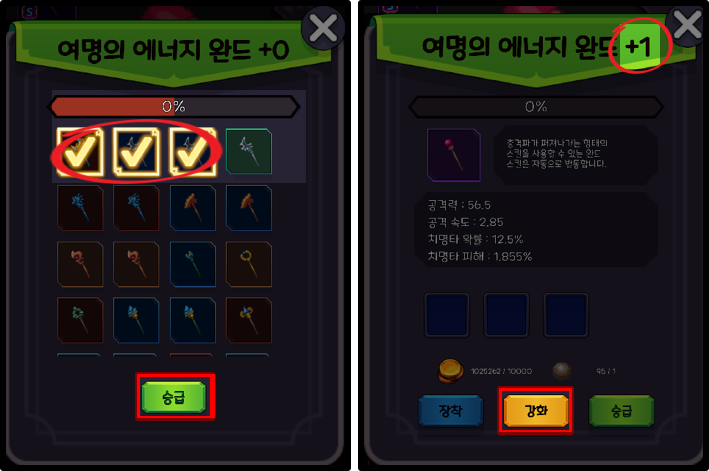 S
여명의 에너지 완드 +0
0%
승급
여명의 에너지 완드 +1
0%
충격파가 퍼져나가는 형태의
스킬을 사용할 수 있는 완드
스킬은 자동으로 발동합니다.
공격력 : 56.5
공격 속도 : 2.85
치명타 확률 : 12.5%
치명타 피해 : 1,855%
1025262 / 10000
95 / 1
장착
강화
승급